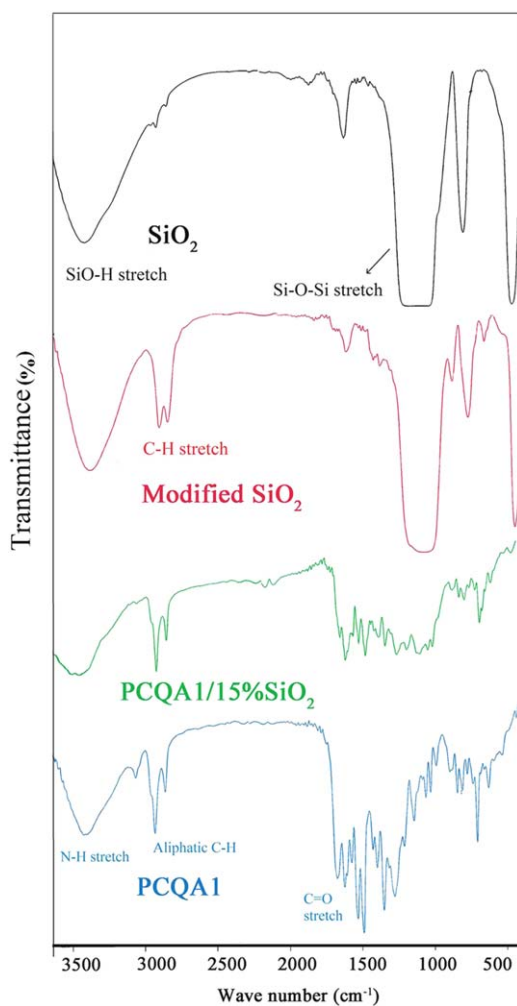 SiO2
SiO-H stretch
Si-O-Si stretch
C-H stretch
Modified SiO2
Transmittance(%)
PCQA1/15%SiO2
N-H stretch
Aliphatic C-H
PCQA1
C=O
stretch
3500 3000 2500 2000 1500 1000 500
Wave number (cm-1)